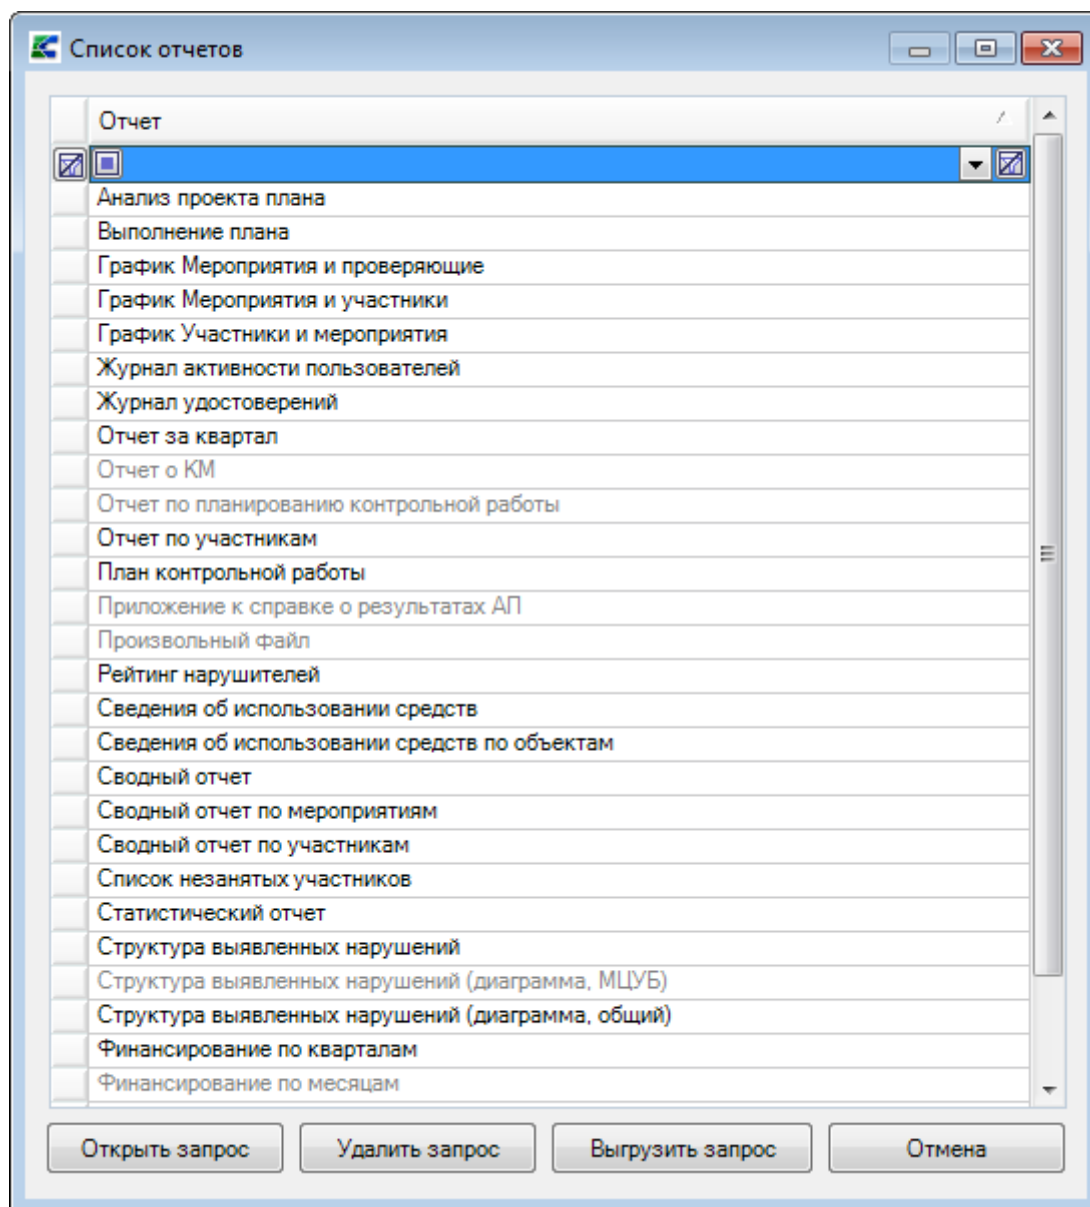 Список отчетов
Отчет
Анализ проекта плана
Выполнение плана
График Мероприятия и проверяющие
График Мероприятия и участники
График Участники и мероприятия
Журнал активности пользователей
Журнал удостоверений
Отчет за квартал
Отчет о КМ
Отчет по планированию контрольной работы
Отчет по участникам
План контрольной работы
Приложение к справке о результатах АП
Произвольный файл
Рейтинг нарушителей
Сведения об использовании средств
Сведения об использовании средств по объектам
Сводный отчет
Сводный отчет по мероприятиям
Сводный отчет по участникам
Список незанятых участников
Статистический отчет
Структура выявленных нарушений
Структура выявленных нарушений (диаграмма, МЦУБ)
Структура выявленных нарушений (диаграмма, общий)
Финансирование по кварталам
Финансирование по месяцам
Открыть запрос Удалить запрос Выгрузить запрос Отмена